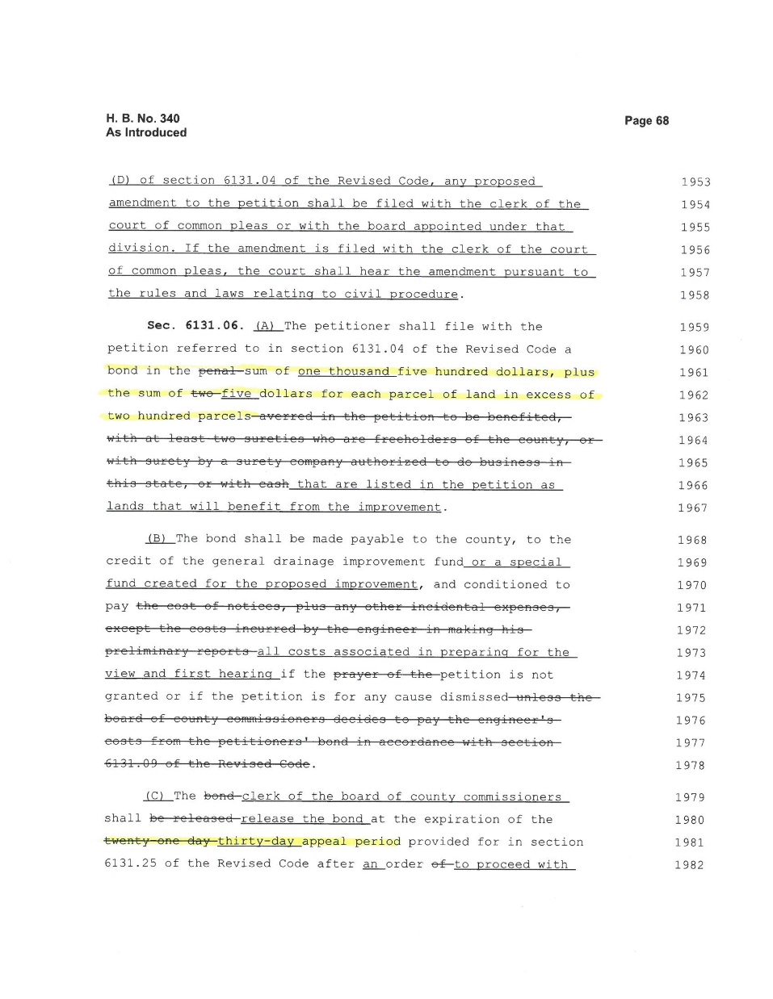 H. B. No. 340 Page 68
As Introduced
(D) of section 6131.04 of the Revised Code, any proposed 1953
amendment to the petition shall be filed with the clerk of the 1954
court of common pleas or with the board appointed under that 1955
division. If the amendment is filed with the clerk of the court 1956
of common pleas, the court shall hear the amendment pursuant to 1957
the rules and laws relating to civil procedure. 1958
Sec. 6131.06. (A) The petitioner shall file with the 1959
petition referred to in section 6131.04 of the Revised Code a 1960
bond in the penal sum of one thousand five hundred dollars, plus 1961
the sum of two five dollars for each parcel of land in excess of 1962
two hundred parcels averred in the petition to be benefited, 1963
with at least two sureties who are freeholders of the county, or 1964
with surety by a surety company authorized to do business in 1965
this state, or with cash that are listed in the petition as 1966
lands that will benefit from the improvement. 1967
(B) The bond shall be made payable to the county, to the 1968
credit of the general drainage improvement fund or a special 1969
fund created for the proposed improvement, and conditioned to 1970
pay the cost of notices, plus any other incidental expenses, 1971
except the costs incurred by the engineer in making his 1972
preliminary reports all costs associated in preparing for the 1973
view and first hearing if the prayer of the petition is not 1974
granted or if the petition is for any cause dismissed unless the 1975
board of county commissioners decides to pay the engineer's 1976
costs from the petitioners' bond in accordance with section 1977
6131.09 of the Revised Code. 1978
(C) The bond clerk of the board of county commissioners 1979
shall be released release the bond at the expiration of the 1980
twenty-one day thirty-day appeal period provided for in section 1981
6131.25 of the Revised Code after an order of to proceed with 1982